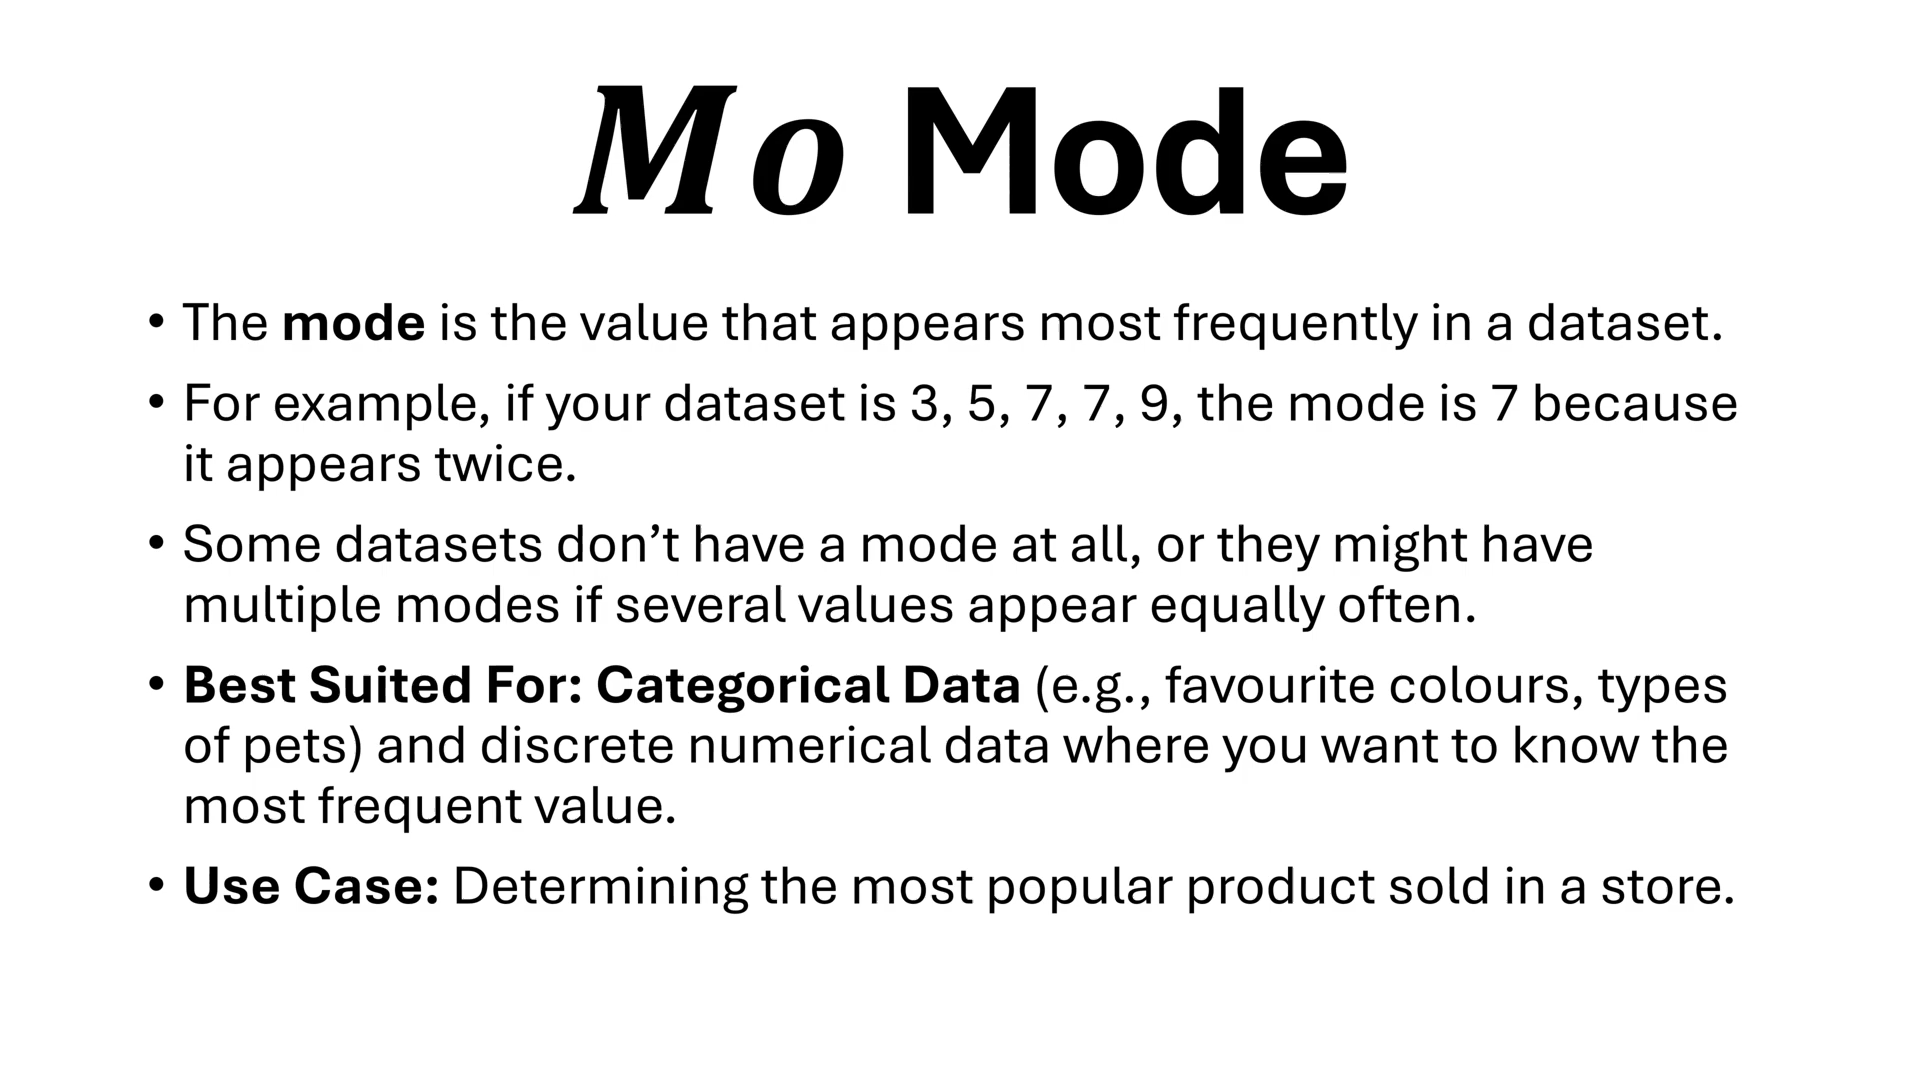 Mo Mode
• The mode is the value that appears most frequently in a dataset.
• For example, if your dataset is 3, 5, 7, 7, 9, the mode is 7 because
it appears twice.
• Some datasets don’t have a mode at all, or they might have
multiple modes if several values appear equally often.
• Best Suited For: Categorical Data (e.g., favourite colours, types
of pets) and discrete numerical data where you want to know the
most frequent value.
• Use Case: Determining the most popular product sold in a store.